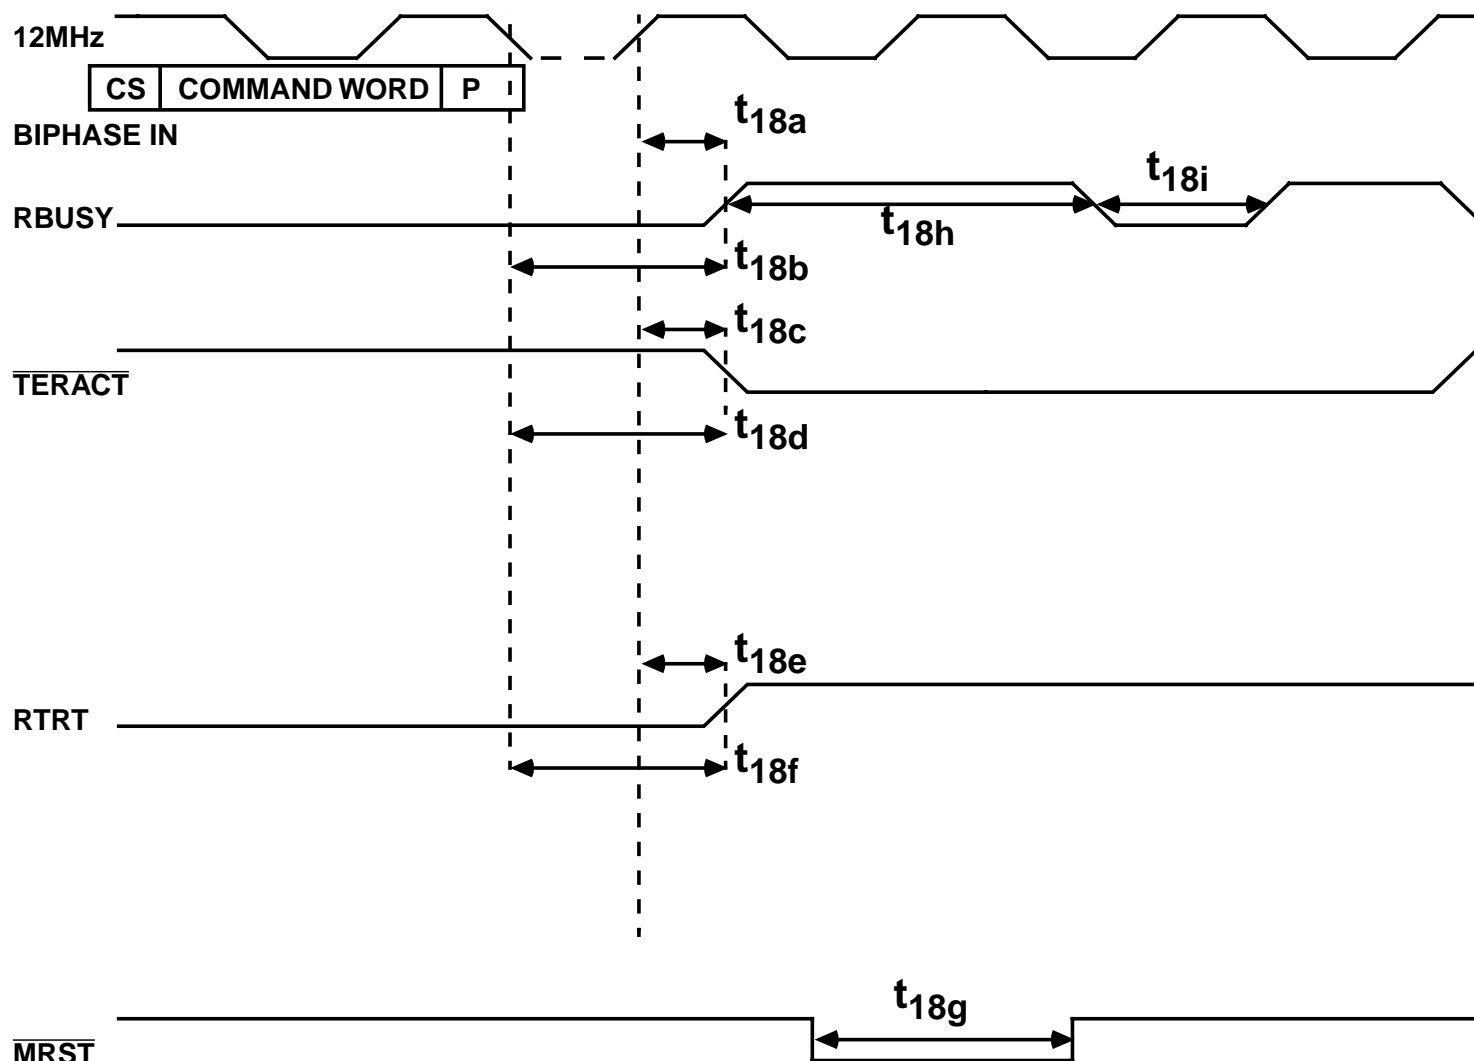 12MHz
CS COMMAND WORD P
BIPHASE IN
t18a
RBUSY
t18i
t18h
t18b
t18c
TERACT
t18d
t18e
RTRT
t18f
t18g
MRST